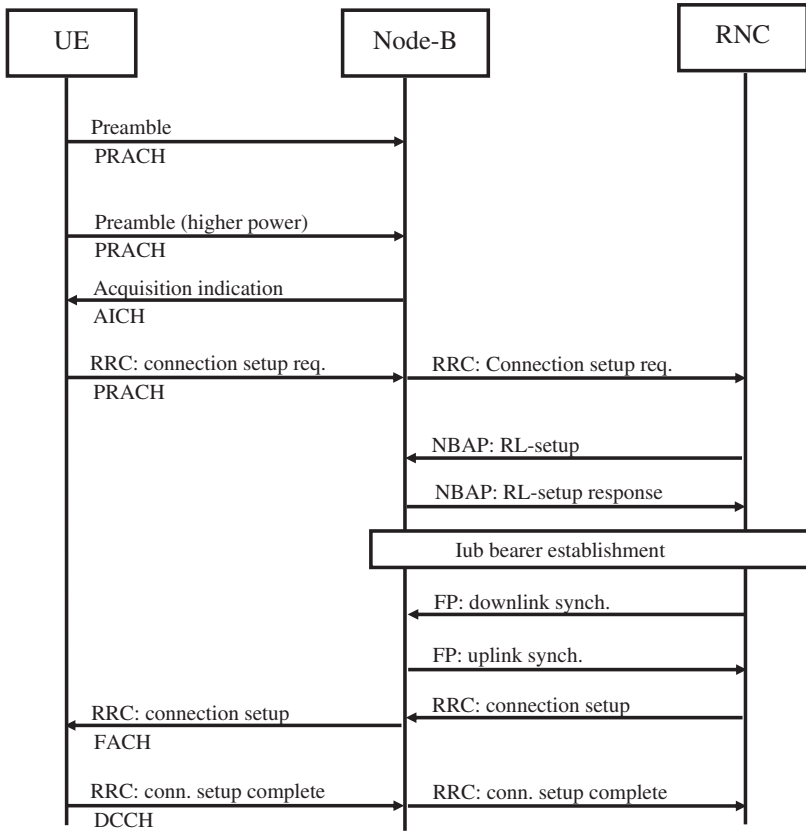 UE
Node-B
RNC
Preamble
PRACH
Preamble (higher power)
PRACH
Acquisition indication
AICH
RRC: connection setup req.
RRC: Connection setup req.
PRACH
NBAP: RL-setup
NBAP: RL-setup response
Iub bearer establishment
FP: downlink synch.
FP: uplink synch.
RRC: connection setup
RRC: connection setup
FACH
RRC: conn. setup complete
RRC: conn. setup complete
DCCH